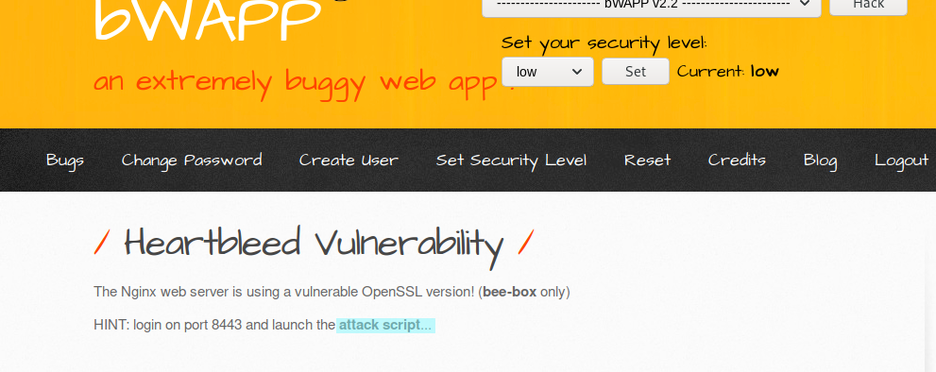 bWAPP
-------------------- bWAPP v2.2 --------------------
Hack
Set your security level:
an extremely buggy web app
low
Set
Current: low
Bugs
Change Password
Create User
Set Security Level
Reset
Credits
Blog
Logout
/ Heartbleed Vulnerability /
The Nginx web server is using a vulnerable OpenSSL version! (bee-box only)
HINT: login on port 8443 and launch the attack script...